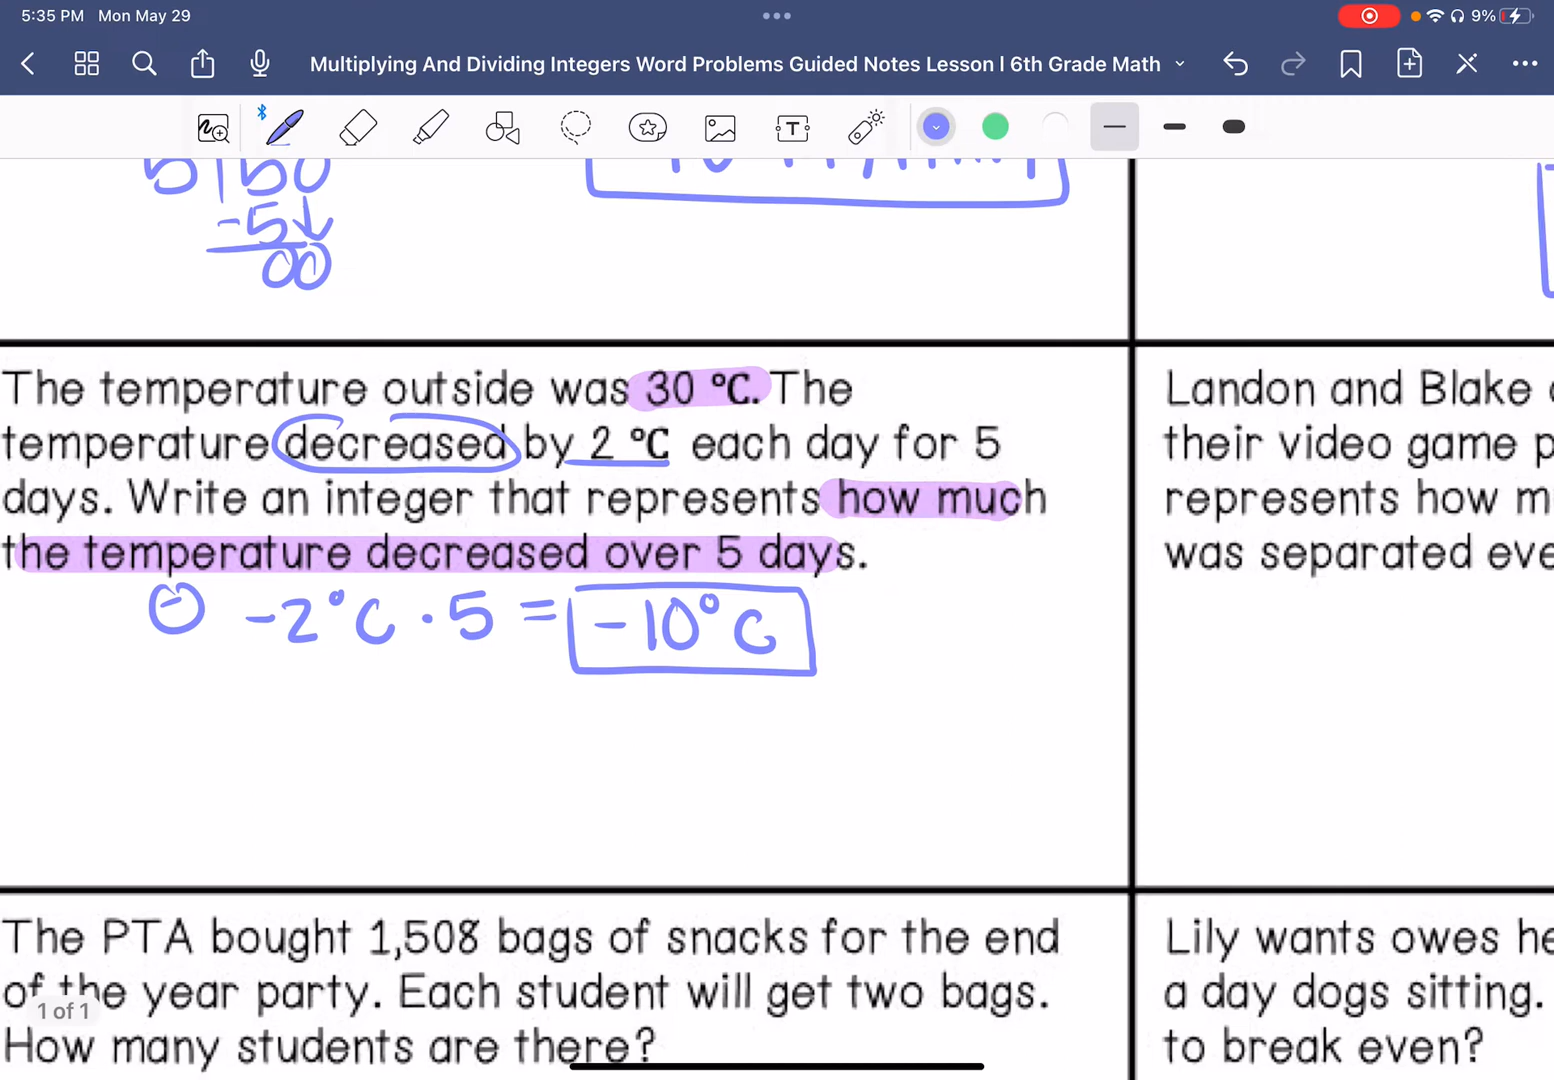 5:35 PM Mon May 29
9%
Multiplying And Dividing Integers Word Problems Guided Notes Lesson | 6th Grade Math
5 | 50
-5↓
00
The temperature outside was 30 °C. The
temperature decreased by 2 °C each day for 5
days. Write an integer that represents how much
the temperature decreased over 5 days.
- -2°C · 5 = -10°C
Landon and Blake
their video game p
represents how m
was separated eve
The PTA bought 1,508 bags of snacks for the end
of the year party. Each student will get two bags.
How many students are there?
1 of 1
Lily wants owes he
a day dogs sitting.
to break even?